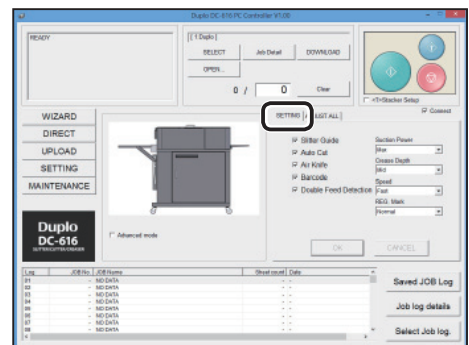 Duplo DC-616 PC Controller V1.00
READY
[ 1 Duplo ]
SELECT
Job Detail
DOWNLOAD
OPEN...
0 / 0
Clear
<T>Stacker Setup
Connect
WIZARD
DIRECT
UPLOAD
SETTING
MAINTENANCE
Duplo
DC-616
SLITTER/CUTTER/CREASER
SETTING
UST ALL
Slitter Guide
Auto Cut
Air Knife
Barcode
Double Feed Detection
Suction Power
Crease Depth
Mid
Speed
Fast
REG. Mark
Normal
Advanced mode
OK
CANCEL
Log JOB No. JOB Name Sheet count Date
01 - NO DATA - -
02 - NO DATA - -
03 - NO DATA - -
04 - NO DATA - -
05 - NO DATA - -
06 - NO DATA - -
07 - NO DATA - -
08 - NO DATA - -
Saved JOB Log
Job log details
Select Job log.